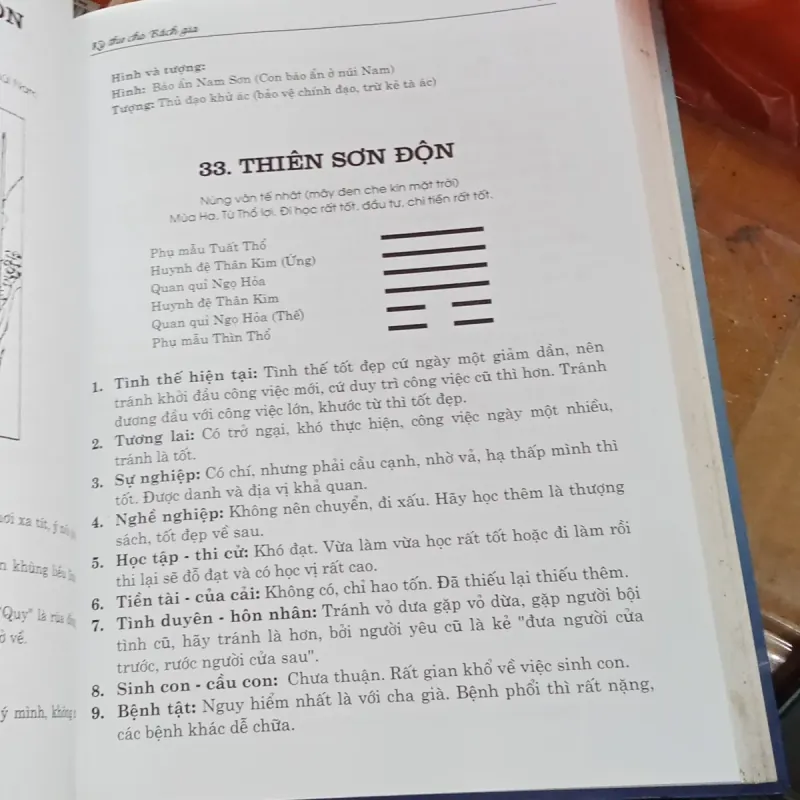 Kỳ thư cho Bách gia
Hình và tượng:
Hình: Báo ẩn Nam Sơn (Con báo ẩn ở núi Nam)
Tượng: Thủ đạo khử ác (bảo vệ chính đạo, trừ kẻ tà ác)
33. THIÊN SƠN ĐỘN
Nùng vân tế nhật (mây đen che kín mặt trời)
Mùa Hạ, Tứ Thổ lợi. Đi học rất tốt, đầu tư, chi tiền rất tốt.
Phụ mẫu Tuất Thổ
Huynh đệ Thân Kim (Ứng)
Quan quỉ Ngọ Hỏa
Huynh đệ Thân Kim
Quan quỉ Ngọ Hỏa (Thế)
Phụ mẫu Thìn Thổ
1. Tình thế hiện tại: Tình thế tốt đẹp cứ ngày một giảm dần, nên
tránh khởi đầu công việc mới, cứ duy trì công việc cũ thì hơn. Tránh
đương đầu với công việc lớn, khước từ thì tốt đẹp.
2. Tương lai: Có trở ngại, khó thực hiện, công việc ngày một nhiều,
tránh là tốt.
3. Sự nghiệp: Có chí, nhưng phải cầu cạnh, nhờ vả, hạ thấp mình thì
tốt. Được danh và địa vị khả quan.
4. Nghề nghiệp: Không nên chuyển, đi xấu. Hãy học thêm là thượng
sách, tốt đẹp về sau.
5. Học tập - thi cử: Khó đạt. Vừa làm vừa học rất tốt hoặc đi làm rồi
thi lại sẽ đỗ đạt và có học vị rất cao.
6. Tiền tài - của cải: Không có, chỉ hao tốn. Đã thiếu lại thiếu thêm.
7. Tình duyên - hôn nhân: Tránh vỏ dưa gặp vỏ dừa, gặp người bội
tình cũ, hãy tránh là hơn, bởi người yêu cũ là kẻ "đưa người cửa
trước, rước người cửa sau".
8. Sinh con - cầu con: Chưa thuận. Rất gian khổ về việc sinh con.
9. Bệnh tật: Nguy hiểm nhất là với cha già. Bệnh phổi thì rất nặng,
các bệnh khác dễ chữa.
ơi xa tít, ý
n khủng
"Quy" là rùa
ở về.
ý mình, không